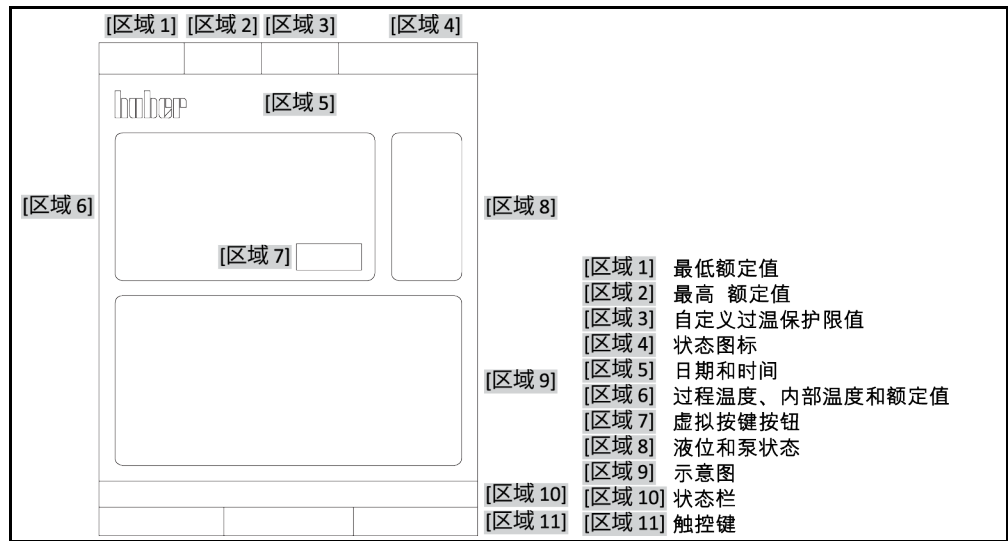 [区域 1] [区域 2] [区域 3] [区域 4]
huber [区域 5]
[区域 6] [区域 8]
[区域 7]
[区域 9]
[区域 10]
[区域 11]
[区域 1] 最低额定值
[区域 2] 最高 额定值
[区域 3] 自定义过温保护限值
[区域 4] 状态图标
[区域 5] 日期和时间
[区域 6] 过程温度、内部温度和额定值
[区域 7] 虚拟按键按钮
[区域 8] 液位和泵状态
[区域 9] 示意图
[区域 10] 状态栏
[区域 11] 触控键